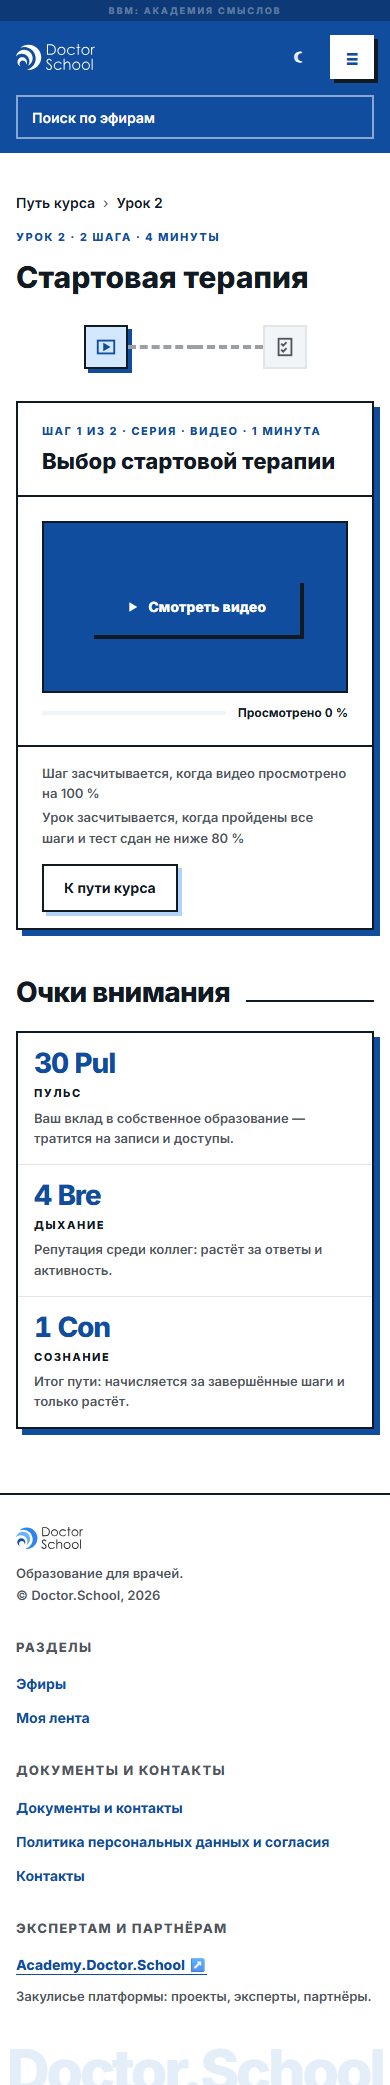 ВВМ: АКАДЕМИЯ СМЫСЛОВ
Doctor
School
Поиск по эфирам
Путь курса › Урок 2
УРОК 2 · 2 ШАГА · 4 МИНУТЫ
Стартовая терапия
ШАГ 1 ИЗ 2 · СЕРИЯ · ВИДЕО · 1 МИНУТА
Выбор стартовой терапии
Смотреть видео
Просмотрено 0 %
Шаг засчитывается, когда видео просмотрено
на 100 %
Урок засчитывается, когда пройдены все
шаги и тест сдан не ниже 80 %
К пути курса
Очки внимания
30 Pul
ПУЛЬС
Ваш вклад в собственное образование —
тратится на записи и доступы.
4 Bre
ДЫХАНИЕ
Репутация среди коллег: растёт за ответы и
активность.
1 Con
СОЗНАНИЕ
Итог пути: начисляется за завершённые шаги и
только растёт.
Doctor
School
Образование для врачей.
© Doctor.School, 2026
РАЗДЕЛЫ
Эфиры
Моя лента
ДОКУМЕНТЫ И КОНТАКТЫ
Документы и контакты
Политика персональных данных и согласия
Контакты
ЭКСПЕРТАМ И ПАРТНЁРАМ
Academy.Doctor.School
Закулисье платформы: проекты, эксперты, партнёры.
Doctor.School